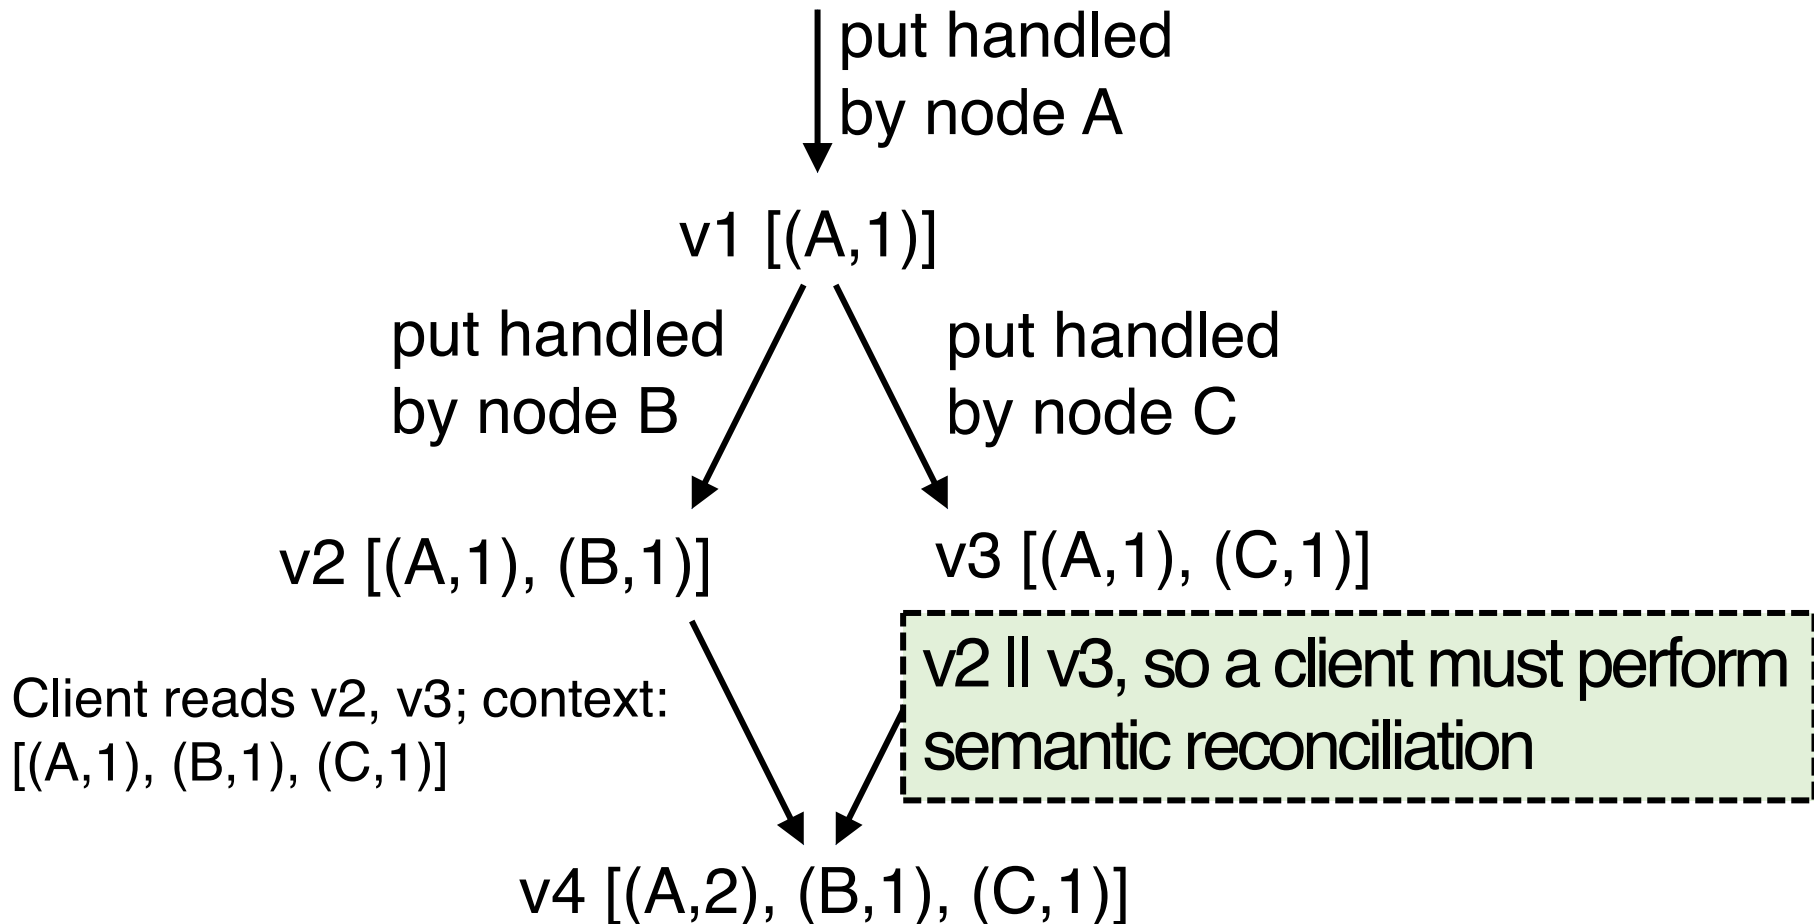 put handled
by node A
v1 [(A,1)]
put handled
by node B
put handled
by node C
v2 [(A,1), (B,1)]
v3 [(A,1), (C,1)]
v2 || v3, so a client must perform
semantic reconciliation
Client reads v2, v3; context:
[(A,1), (B,1), (C,1)]
v4 [(A,2), (B,1), (C,1)]